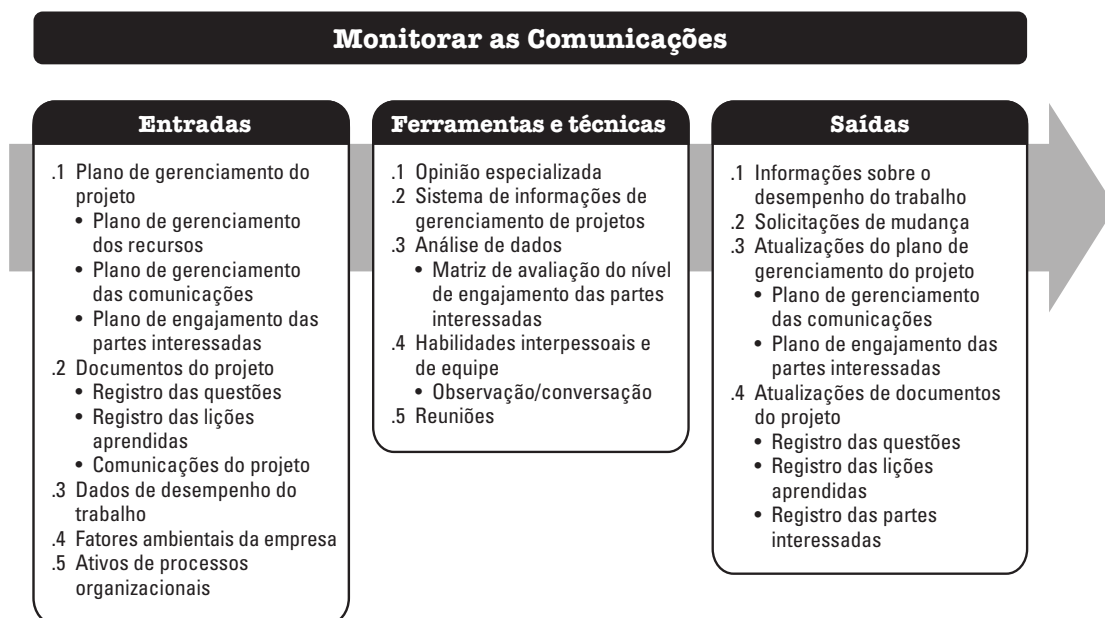 Monitorar as Comunicações
Entradas
.1 Plano de gerenciamento do
projeto
• Plano de gerenciamento
dos recursos
• Plano de gerenciamento
das comunicações
• Plano de engajamento das
partes interessadas
.2 Documentos do projeto
• Registro das questões
• Registro das lições
aprendidas
• Comunicações do projeto
.3 Dados de desempenho do
trabalho
.4 Fatores ambientais da empresa
.5 Ativos de processos
organizacionais
Ferramentas e técnicas
.1 Opinião especializada
.2 Sistema de informações de
gerenciamento de projetos
.3 Análise de dados
• Matriz de avaliação do nível
de engajamento das partes
interessadas
.4 Habilidades interpessoais e
de equipe
• Observação/conversação
.5 Reuniões
Saídas
.1 Informações sobre o
desempenho do trabalho
.2 Solicitações de mudança
.3 Atualizações do plano de
gerenciamento do projeto
• Plano de gerenciamento
das comunicações
• Plano de engajamento das
partes interessadas
.4 Atualizações de documentos
do projeto
• Registro das questões
• Registro das lições
aprendidas
• Registro das partes
interessadas